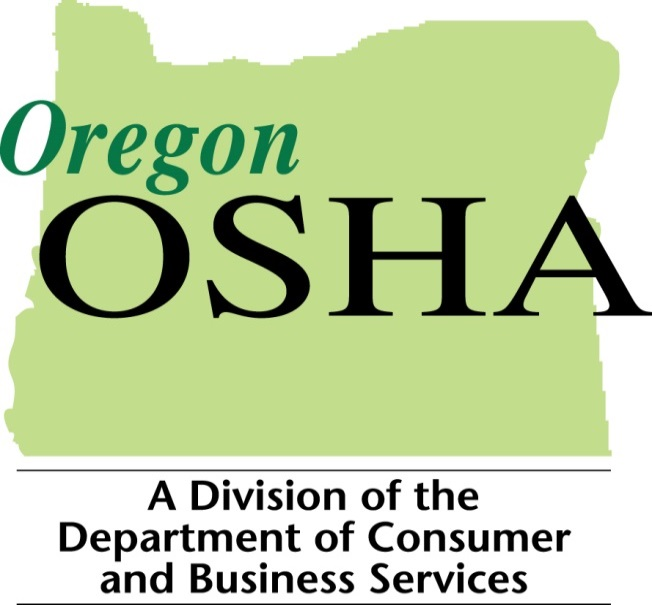 Oregon
OSHA
A Division of the
Department of Consumer
and Business Services